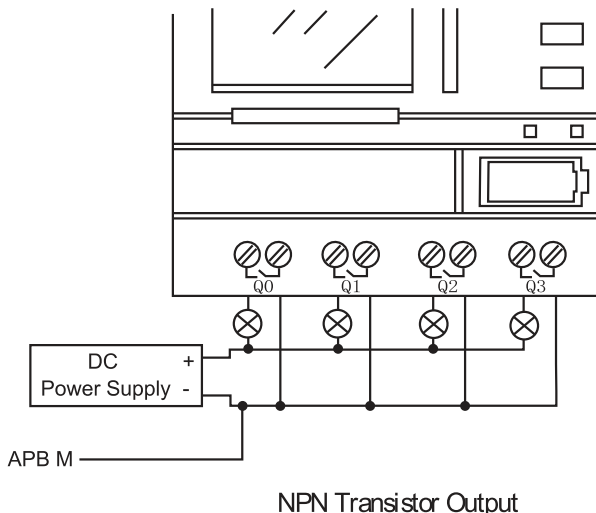 Q0 Q1 Q2 Q3
DC +
Power Supply -
APB M
NPN Transistor Output